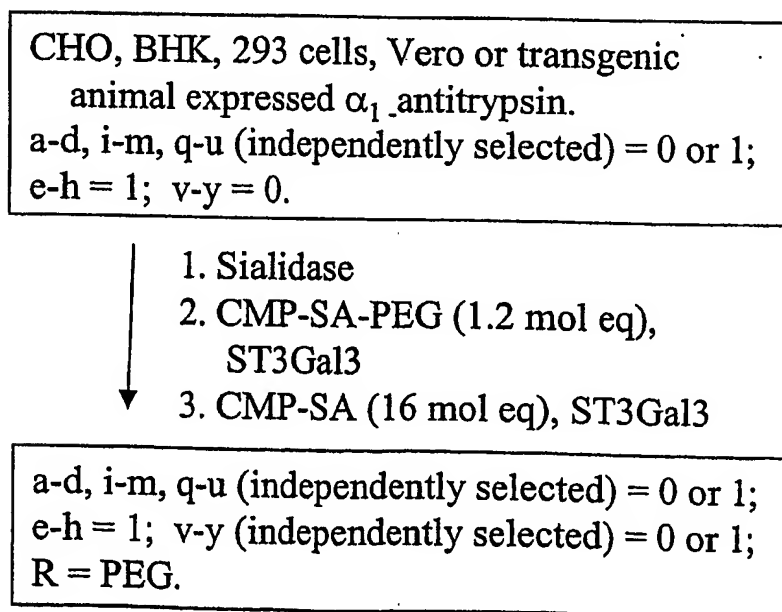 CHO, BHK, 293 cells, Vero or transgenic
animal expressed α₁ antitrypsin.
a-d, i-m, q-u (independently selected) = 0 or 1;
e-h = 1; v-y = 0.
1. Sialidase
2. CMP-SA-PEG (1.2 mol eq),
ST3Gal3
3. CMP-SA (16 mol eq), ST3Gal3
a-d, i-m, q-u (independently selected) = 0 or 1;
e-h = 1; v-y (independently selected) = 0 or 1;
R = PEG.